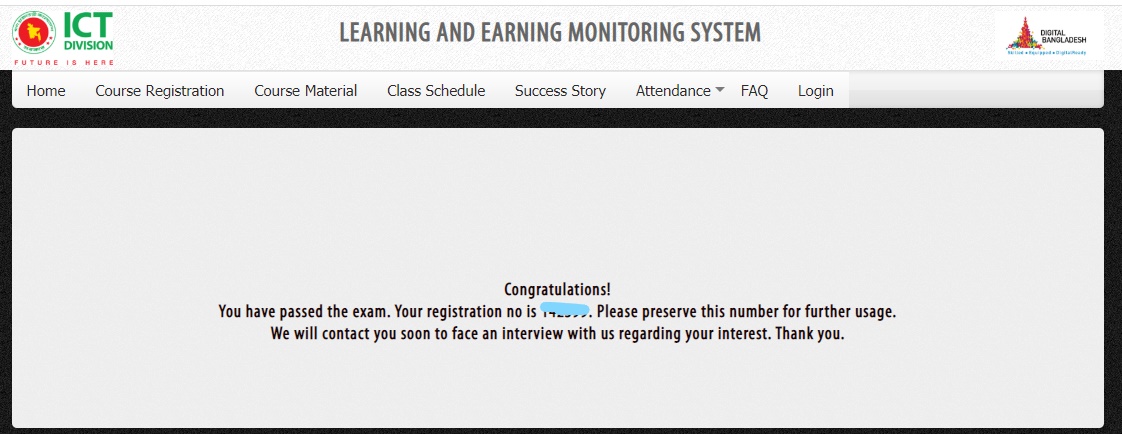 ICT
DIVISION
FUTURE IS HERE
LEARNING AND EARNING MONITORING SYSTEM
DIGITAL
BANGLADESH
Skilled • Equipped • DigitalReady
Home Course Registration Course Material Class Schedule Success Story Attendance FAQ Login
Congratulations!
You have passed the exam. Your registration no is . Please preserve this number for further usage.
We will contact you soon to face an interview with us regarding your interest. Thank you.